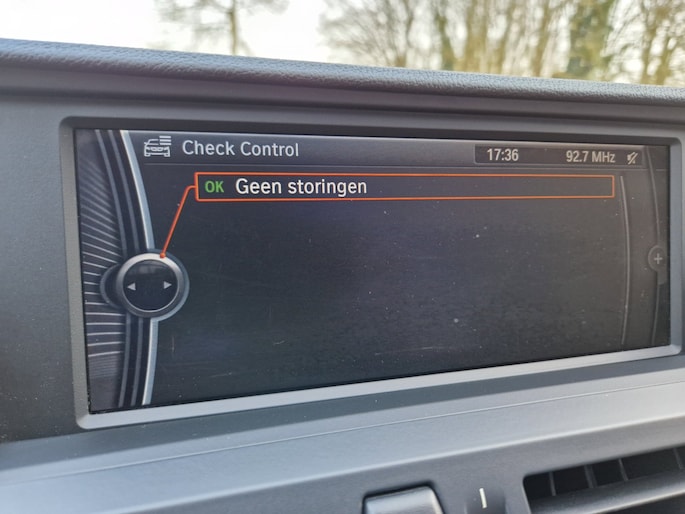 Check Control 17:36 92.7 MHz
OK Geen storingen